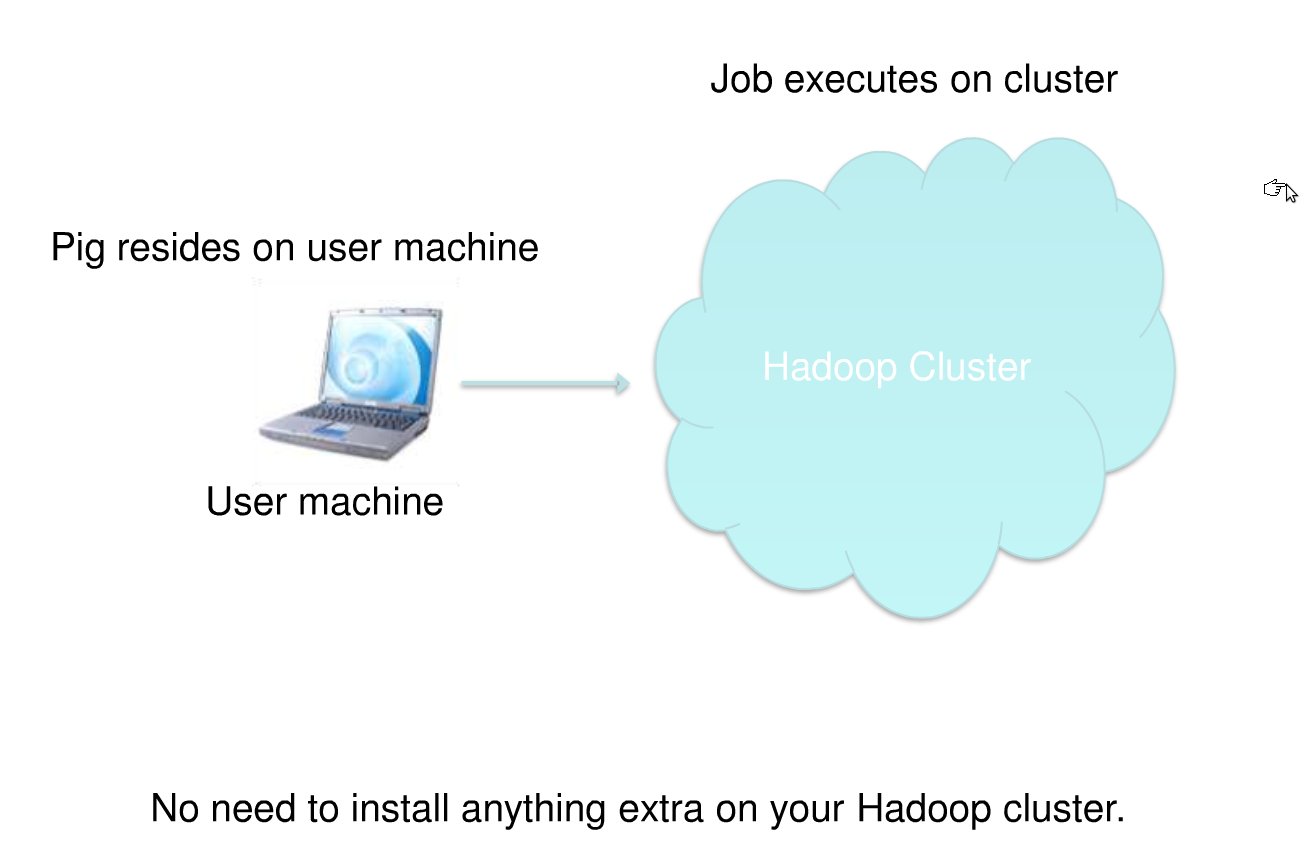 Job executes on cluster
Pig resides on user machine
Hadoop Cluster
User machine
No need to install anything extra on your Hadoop cluster.